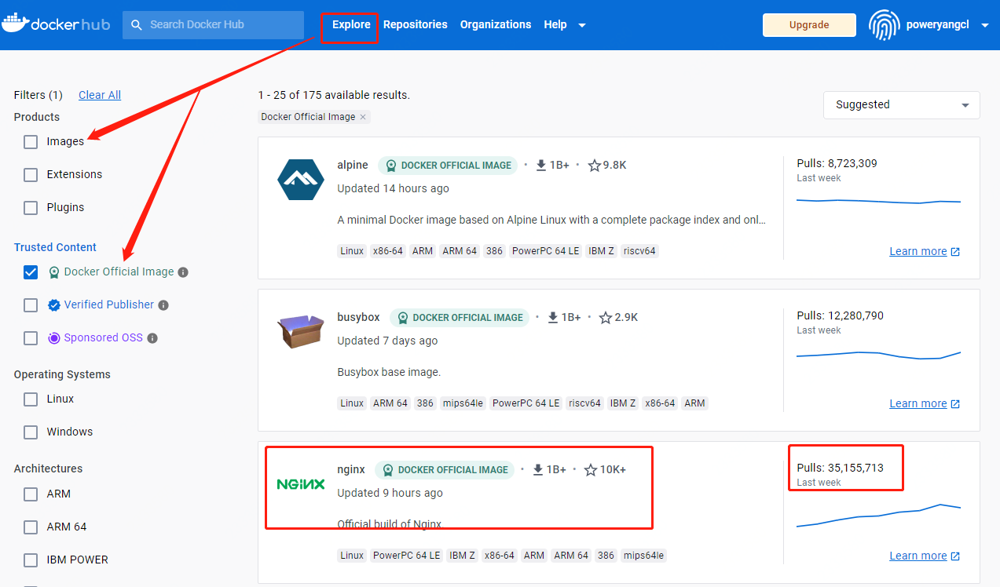 docker hub
Search Docker Hub
Explore Repositories Organizations Help
Upgrade
poweryangcl
Filters (1) Clear All
Products
Images
Extensions
Plugins
Trusted Content
Docker Official Image
Verified Publisher
Sponsored OSS
Operating Systems
Linux
Windows
Architectures
ARM
ARM 64
IBM POWER
1 - 25 of 175 available results.
Docker Official Image ×
Suggested
alpine DOCKER OFFICIAL IMAGE • 1B+ • 9.8K
Updated 14 hours ago
A minimal Docker image based on Alpine Linux with a complete package index and onl…
Linux x86-64 ARM ARM 64 386 PowerPC 64 LE IBM Z riscv64
Pulls: 8,723,309
Last week
Learn more
busybox DOCKER OFFICIAL IMAGE • 1B+ • 2.9K
Updated 7 days ago
Busybox base image.
Linux ARM 64 386 mips64le PowerPC 64 LE riscv64 IBM Z x86-64 ARM
Pulls: 12,280,790
Last week
Learn more
NGINX
nginx DOCKER OFFICIAL IMAGE • 1B+ • 10K+
Updated 9 hours ago
Official build of Nginx
Linux PowerPC 64 LE IBM Z x86-64 ARM ARM 64 386 mips64le
Pulls: 35,155,713
Last week
Learn more